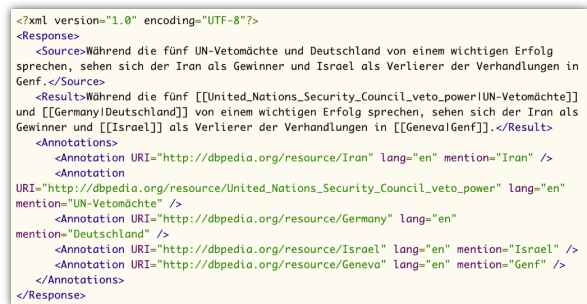 <?xml version="1.0" encoding="UTF-8"?>
<Response>
<Source>Während die fünf UN-Vetomächte und Deutschland von einem wichtigen Erfolg
sprechen, sehen sich der Iran als Gewinner und Israel als Verlierer der Verhandlungen in
Genf.</Source>
<Result>Während die fünf [[United_Nations_Security_Council_veto_power|UN-Vetomächte]]
und [[Germany|Deutschland]] von einem wichtigen Erfolg sprechen, sehen sich der Iran als
Gewinner und [[Israel]] als Verlierer der Verhandlungen in [[Geneva|Genf]].</Result>
<Annotations>
<Annotation URI="http://dbpedia.org/resource/Iran" lang="en" mention="Iran" />
<Annotation
URI="http://dbpedia.org/resource/United_Nations_Security_Council_veto_power" lang="en"
mention="UN-Vetomächte" />
<Annotation URI="http://dbpedia.org/resource/Germany" lang="en"
mention="Deutschland" />
<Annotation URI="http://dbpedia.org/resource/Israel" lang="en" mention="Israel" />
<Annotation URI="http://dbpedia.org/resource/Geneva" lang="en" mention="Genf" />
</Annotations>
</Response>